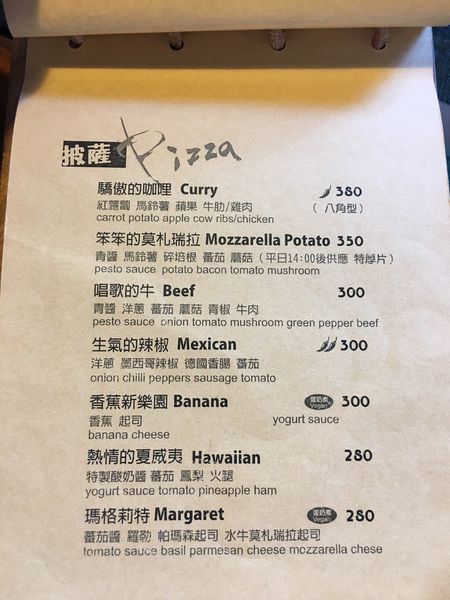 披薩 Pizza
驕傲的咖哩 Curry 380
紅蘿蔔 馬鈴薯 蘋果 牛肋/雞肉 (八角型)
carrot potato apple cow ribs/chicken
笨笨的莫札瑞拉 Mozzarella Potato 350
青醬 馬鈴薯 碎培根 蕃茄 蘑菇 (平日14:00後供應 特厚片)
pesto sauce potato bacon tomato mushroom
唱歌的牛 Beef 300
青醬 洋蔥 蕃茄 蘑菇 青椒 牛肉
pesto sauce onion tomato mushroom green pepper beef
生氣的辣椒 Mexican 300
洋蔥 墨西哥辣椒 德國香腸 蕃茄
onion chilli peppers sausage tomato
香蕉新樂園 Banana 蛋奶素 Vegan 300
香蕉 起司 yogurt sauce
banana cheese
熱情的夏威夷 Hawaiian 280
特製酸奶醬 蕃茄 鳳梨 火腿
yogurt sauce tomato pineapple ham
瑪格莉特 Margaret 蛋奶素 Vegan 280
蕃茄醬 羅勒 帕瑪森起司 水牛莫札瑞拉起司
tomato sauce basil parmesan cheese mozzarella chese